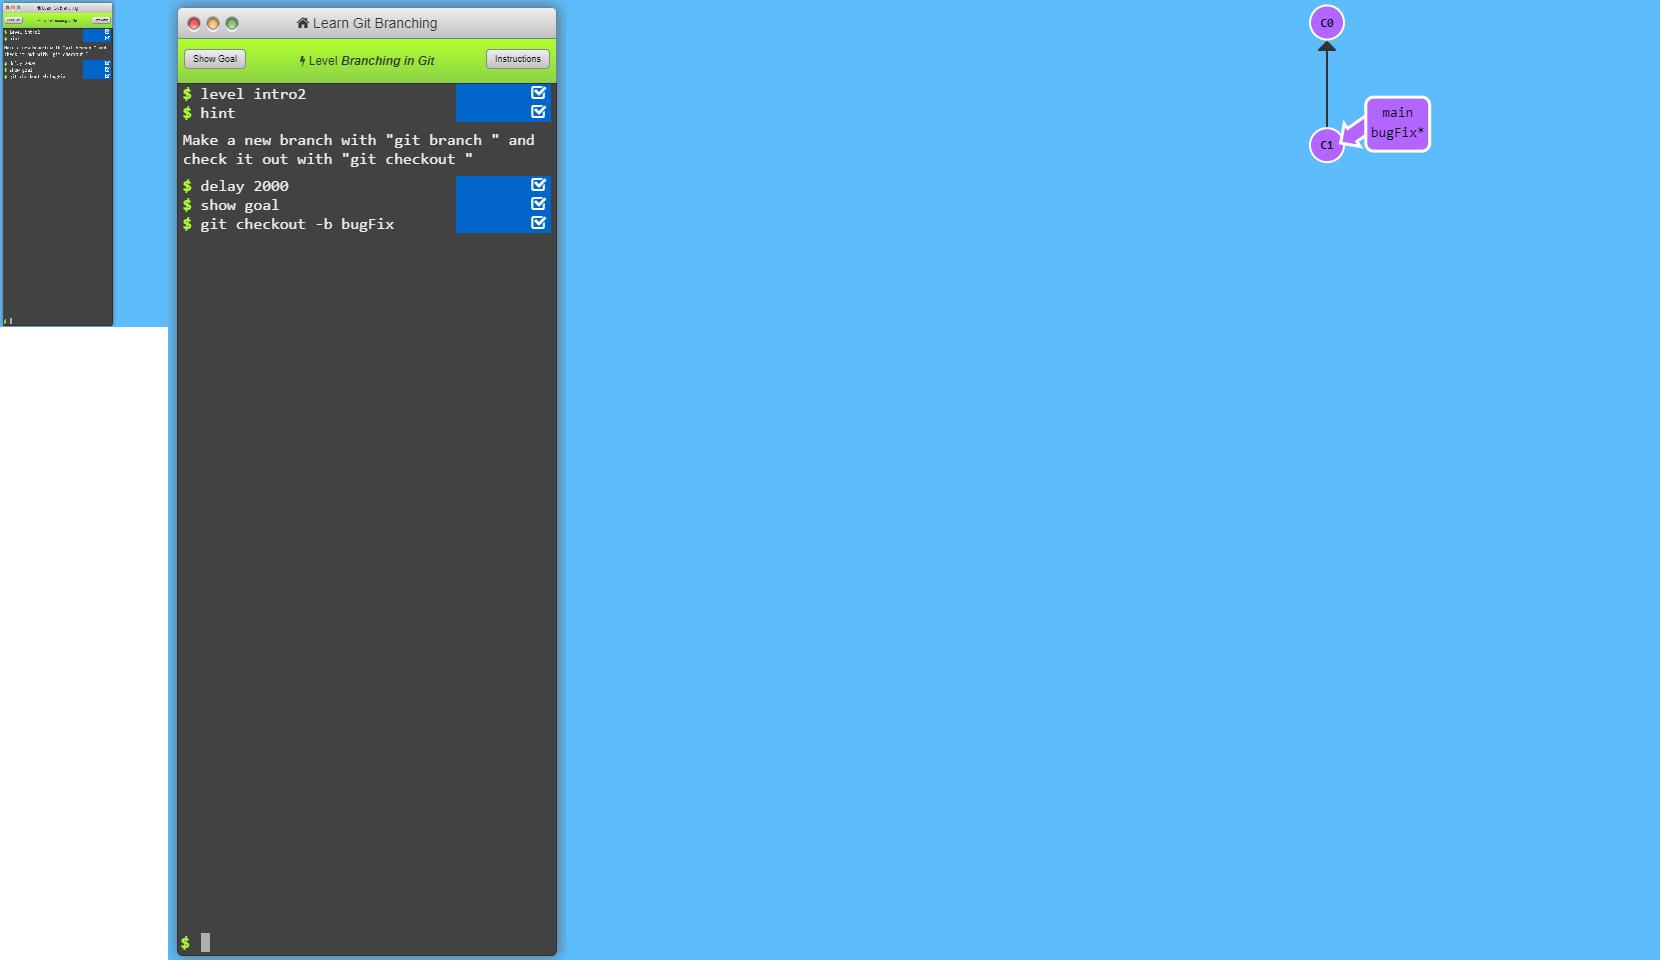 Learn Git Branching
Show Goal
Level Branching in Git
Instructions
$ level intro2
$ hint
Make a new branch with "git branch " and
check it out with "git checkout "
$ delay 2000
$ show goal
$ git checkout -b bugFix
$
C0
main
bugFix*
C1